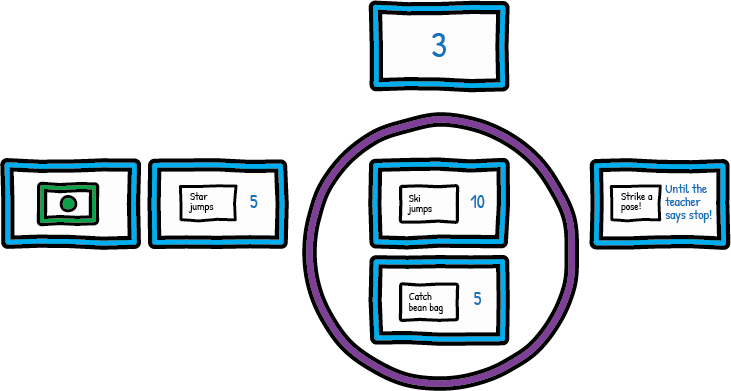 3
Star
jumps
5
Ski
jumps
10
Strike a
pose!
Until the
teacher
says stop!
Catch
bean bag
5